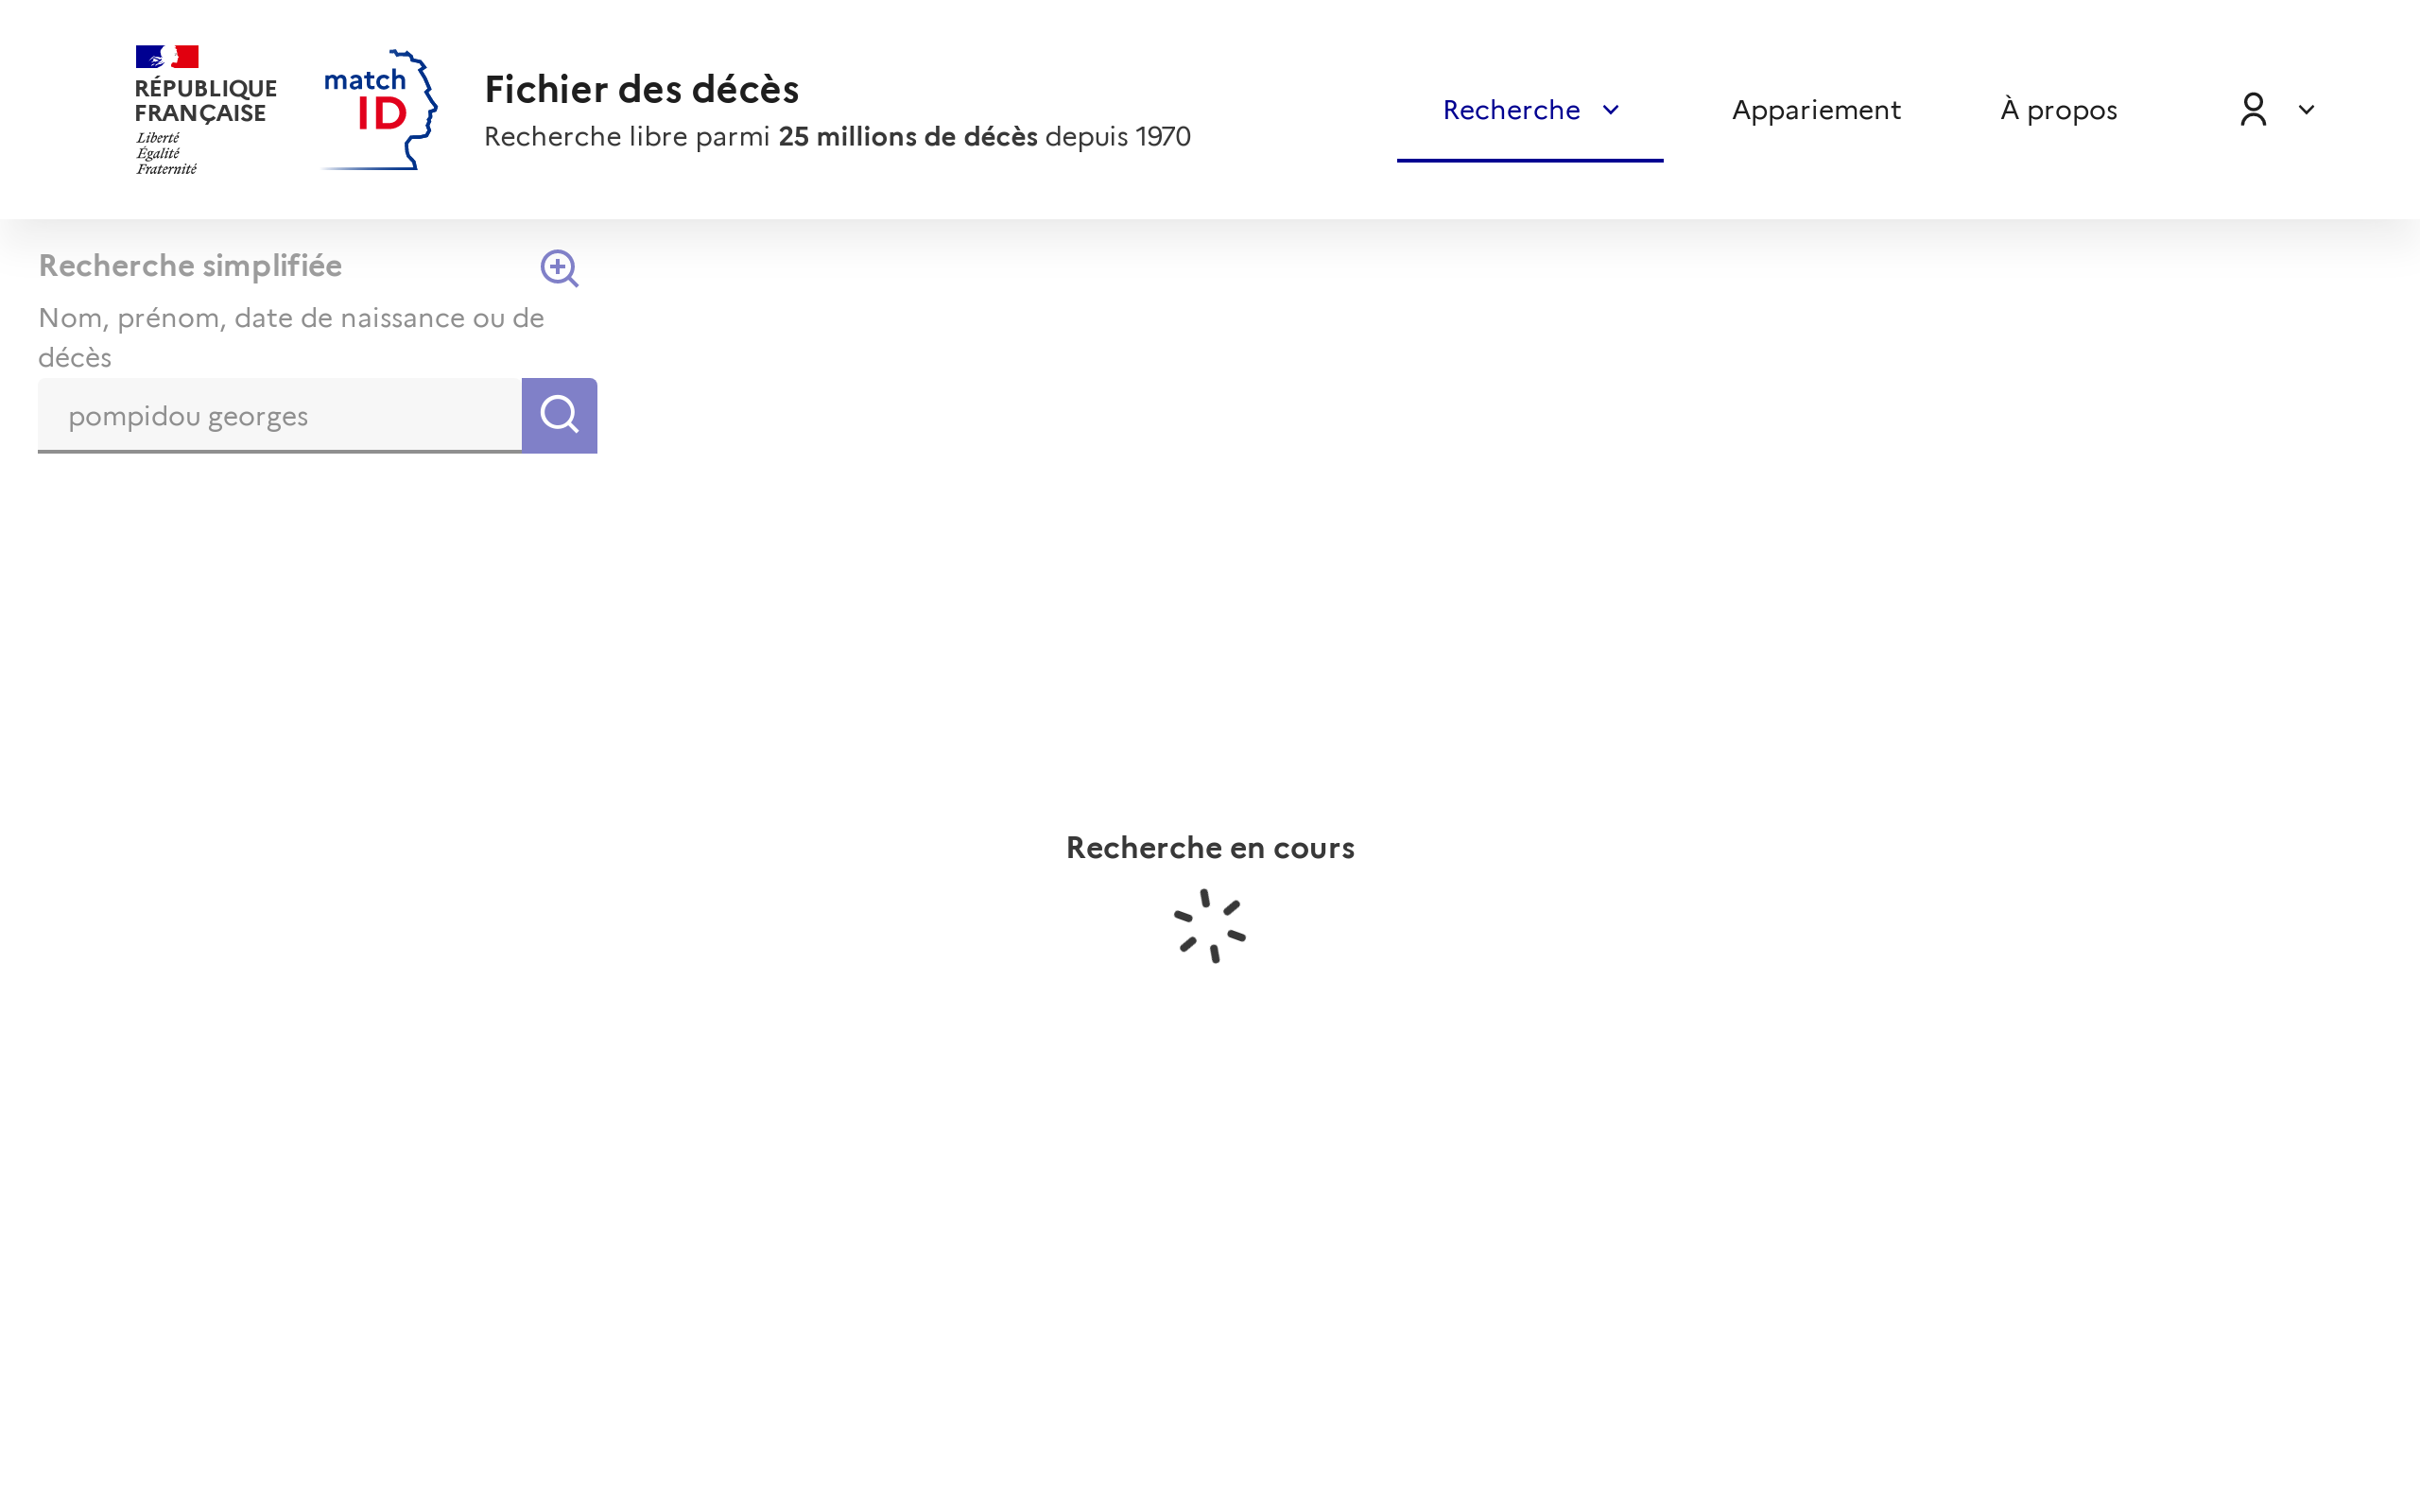 RÉPUBLIQUE
FRANÇAISE
Liberté
Égalité
Fraternité
match
ID
Fichier des décès
Recherche libre parmi 25 millions de décès depuis 1970
Recherche
Appariement
À propos
Recherche simplifiée
Nom, prénom, date de naissance ou de
décès
pompidou georges
Recherche en cours